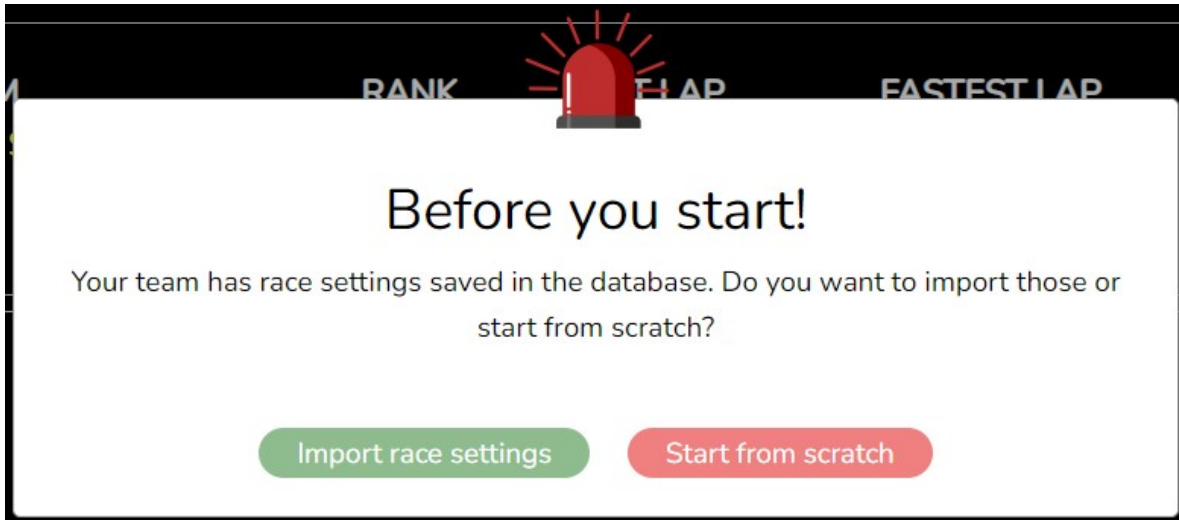 RANK
LAP
FASTEST LAP
Before you start!
Your team has race settings saved in the database. Do you want to import those or
start from scratch?
Import race settings
Start from scratch